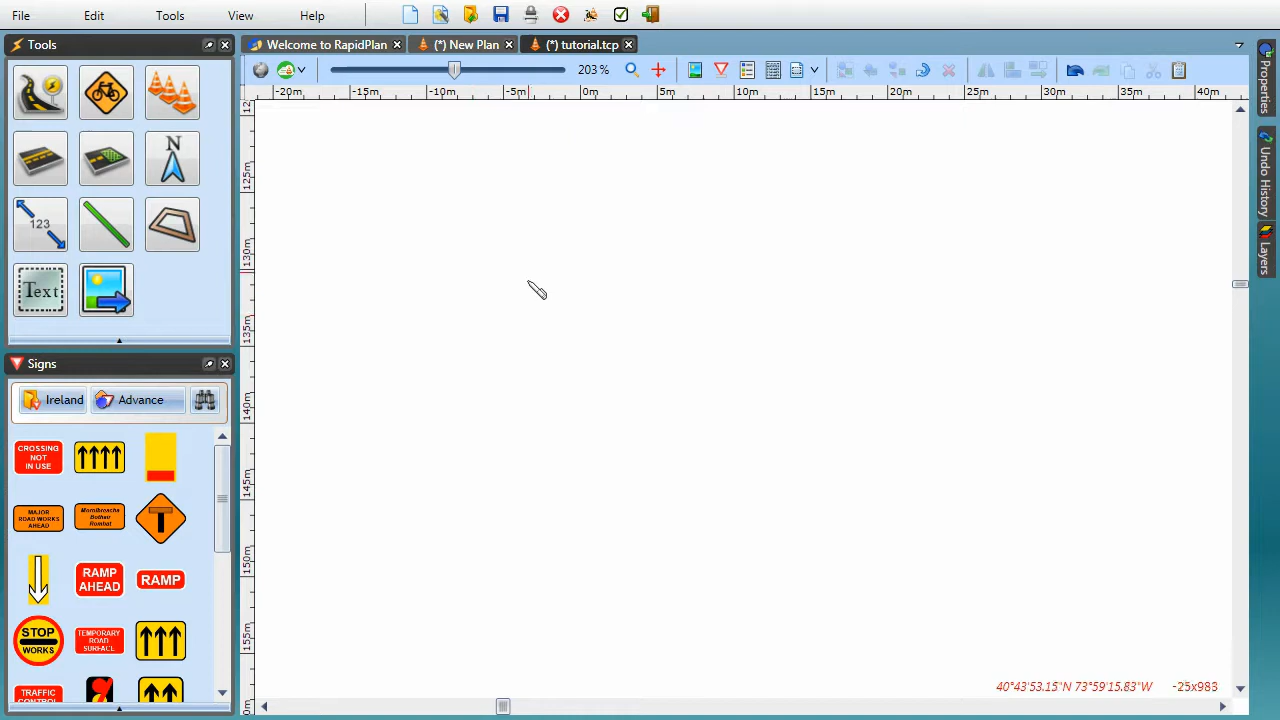 File Edit Tools View Help
Tools
Welcome to RapidPlan (*) New Plan (*) tutorial.tcp
203 %
-20m -15m -10m -5m 0m 5m 10m 15m 20m 25m 30m 35m 40m
125m
130m
135m
140m
145m
150m
155m
N
123
Text
Signs
Ireland Advance
CROSSING
NOT
IN USE
MAJOR
ROAD WORKS
AHEAD
RAMP
AHEAD
RAMP
STOP
WORKS
TEMPORARY
ROAD
SURFACE
TRAFFIC
CONTROL
Properties
Undo History
Layers
40°43'53.15"N 73°59'15.83"W -25x983